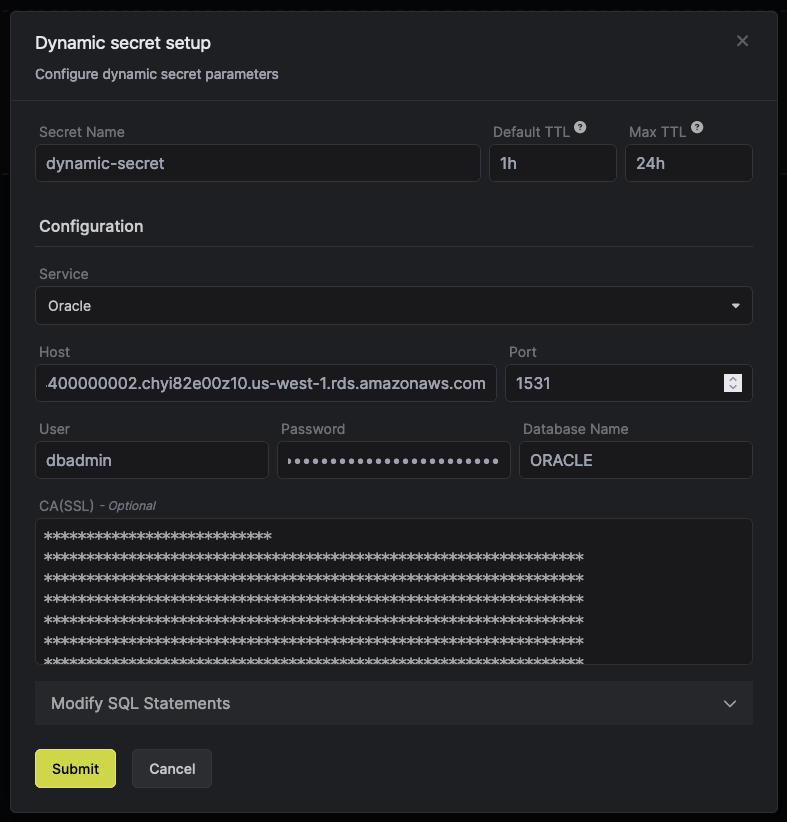 Dynamic secret setup
Configure dynamic secret parameters
Secret Name
Default TTL ?
Max TTL ?
dynamic-secret
1h
24h
Configuration
Service
Oracle
Host
Port
400000002.chyi82e00z10.us-west-1.rds.amazonaws.com
1531
User
Password
Database Name
dbadmin
••••••••••••••••••••••••
ORACLE
CA(SSL) - Optional
***************************
****************************************************************
****************************************************************
****************************************************************
****************************************************************
****************************************************************
****************************************************************
Modify SQL Statements
Submit
Cancel